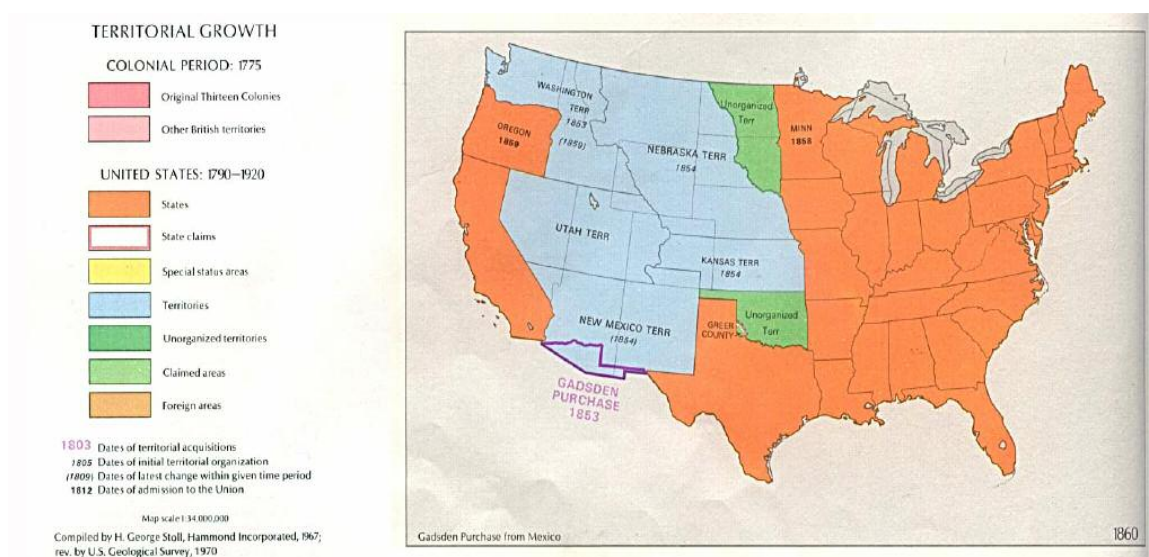 TERRITORIAL GROWTH
COLONIAL PERIOD: 1775
Original Thirteen Colonies
Other British territories
UNITED STATES: 1790–1920
States
State claims
Special status areas
Territories
Unorganized territories
Claimed areas
Foreign areas
1803 Dates of territorial acquisitions
1805 Dates of initial territorial organization
(1809) Dates of latest change within given time period
1812 Dates of admission to the Union
Map scale 1:34,000,000
Compiled by H. George Stoll, Hammond Incorporated, 1967;
rev. by U.S. Geological Survey, 1970
WASHINGTON
TERR
1853
(1859)
OREGON
1859
NEBRASKA TERR
1854
Unorganized
Terr
MINN
1858
UTAH TERR
KANSAS TERR
1854
NEW MEXICO TERR
(1854)
GREER
COUNTY
Unorganized
Terr
GADSDEN
PURCHASE
1853
Gadsden Purchase from Mexico
1860